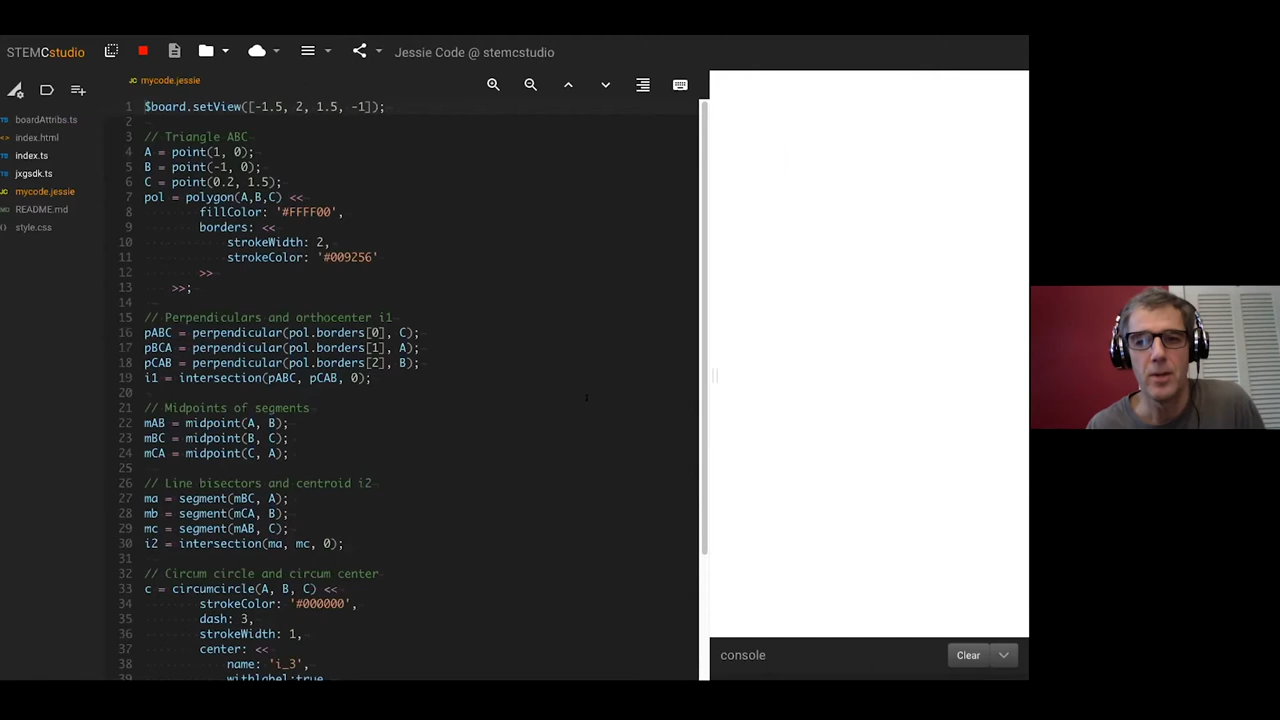 STEMCstudio
Jessie Code @ stemcstudio
boardAttribs.ts
index.html
index.ts
jxgsdk.ts
mycode.jessie
README.md
style.css
mycode.jessie
1 $board.setView([-1.5, 2, 1.5, -1]);
2
3 // Triangle ABC
4 A = point(1, 0);
5 B = point(-1, 0);
6 C = point(0.2, 1.5);
7 pol = polygon(A,B,C) <<
8 fillColor: '#FFFF00',
9 borders: <<
10 strokeWidth: 2,
11 strokeColor: '#009256'
12 >>
13 >>;
14
15 // Perpendiculars and orthocenter i1
16 pABC = perpendicular(pol.borders[0], C);
17 pBCA = perpendicular(pol.borders[1], A);
18 pCAB = perpendicular(pol.borders[2], B);
19 i1 = intersection(pABC, pCAB, 0);
20
21 // Midpoints of segments
22 mAB = midpoint(A, B);
23 mBC = midpoint(B, C);
24 mCA = midpoint(C, A);
25
26 // Line bisectors and centroid i2
27 ma = segment(mBC, A);
28 mb = segment(mCA, B);
29 mc = segment(mAB, C);
30 i2 = intersection(ma, mc, 0);
31
32 // Circum circle and circum center
33 c = circumcircle(A, B, C) <<
34 strokeColor: '#000000',
35 dash: 3,
36 strokeWidth: 1,
37 center: <<
38 name: 'i_3',
39 withlabel:true
console
Clear